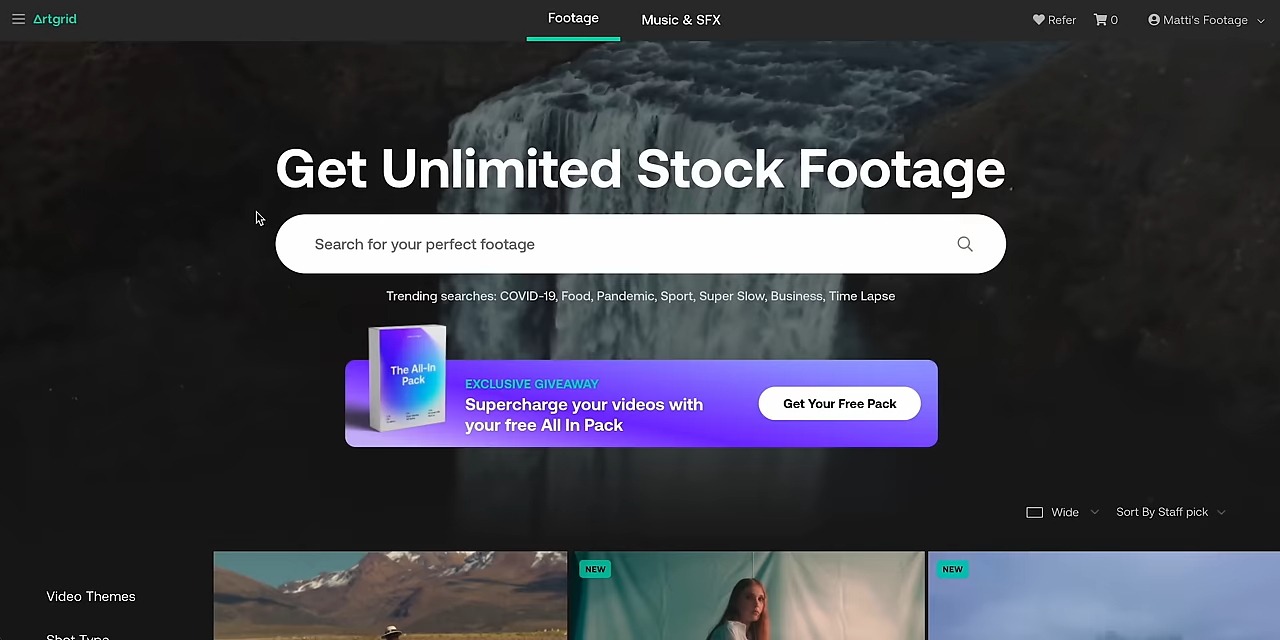 Artgrid
Footage
Music & SFX
Refer
0
Matti's Footage
Get Unlimited Stock Footage
Search for your perfect footage
Trending searches: COVID-19, Food, Pandemic, Sport, Super Slow, Business, Time Lapse
The All-In
Pack
EXCLUSIVE GIVEAWAY
Supercharge your videos with
your free All In Pack
Get Your Free Pack
Wide
Sort By Staff pick
NEW
NEW
Video Themes
Shot Type